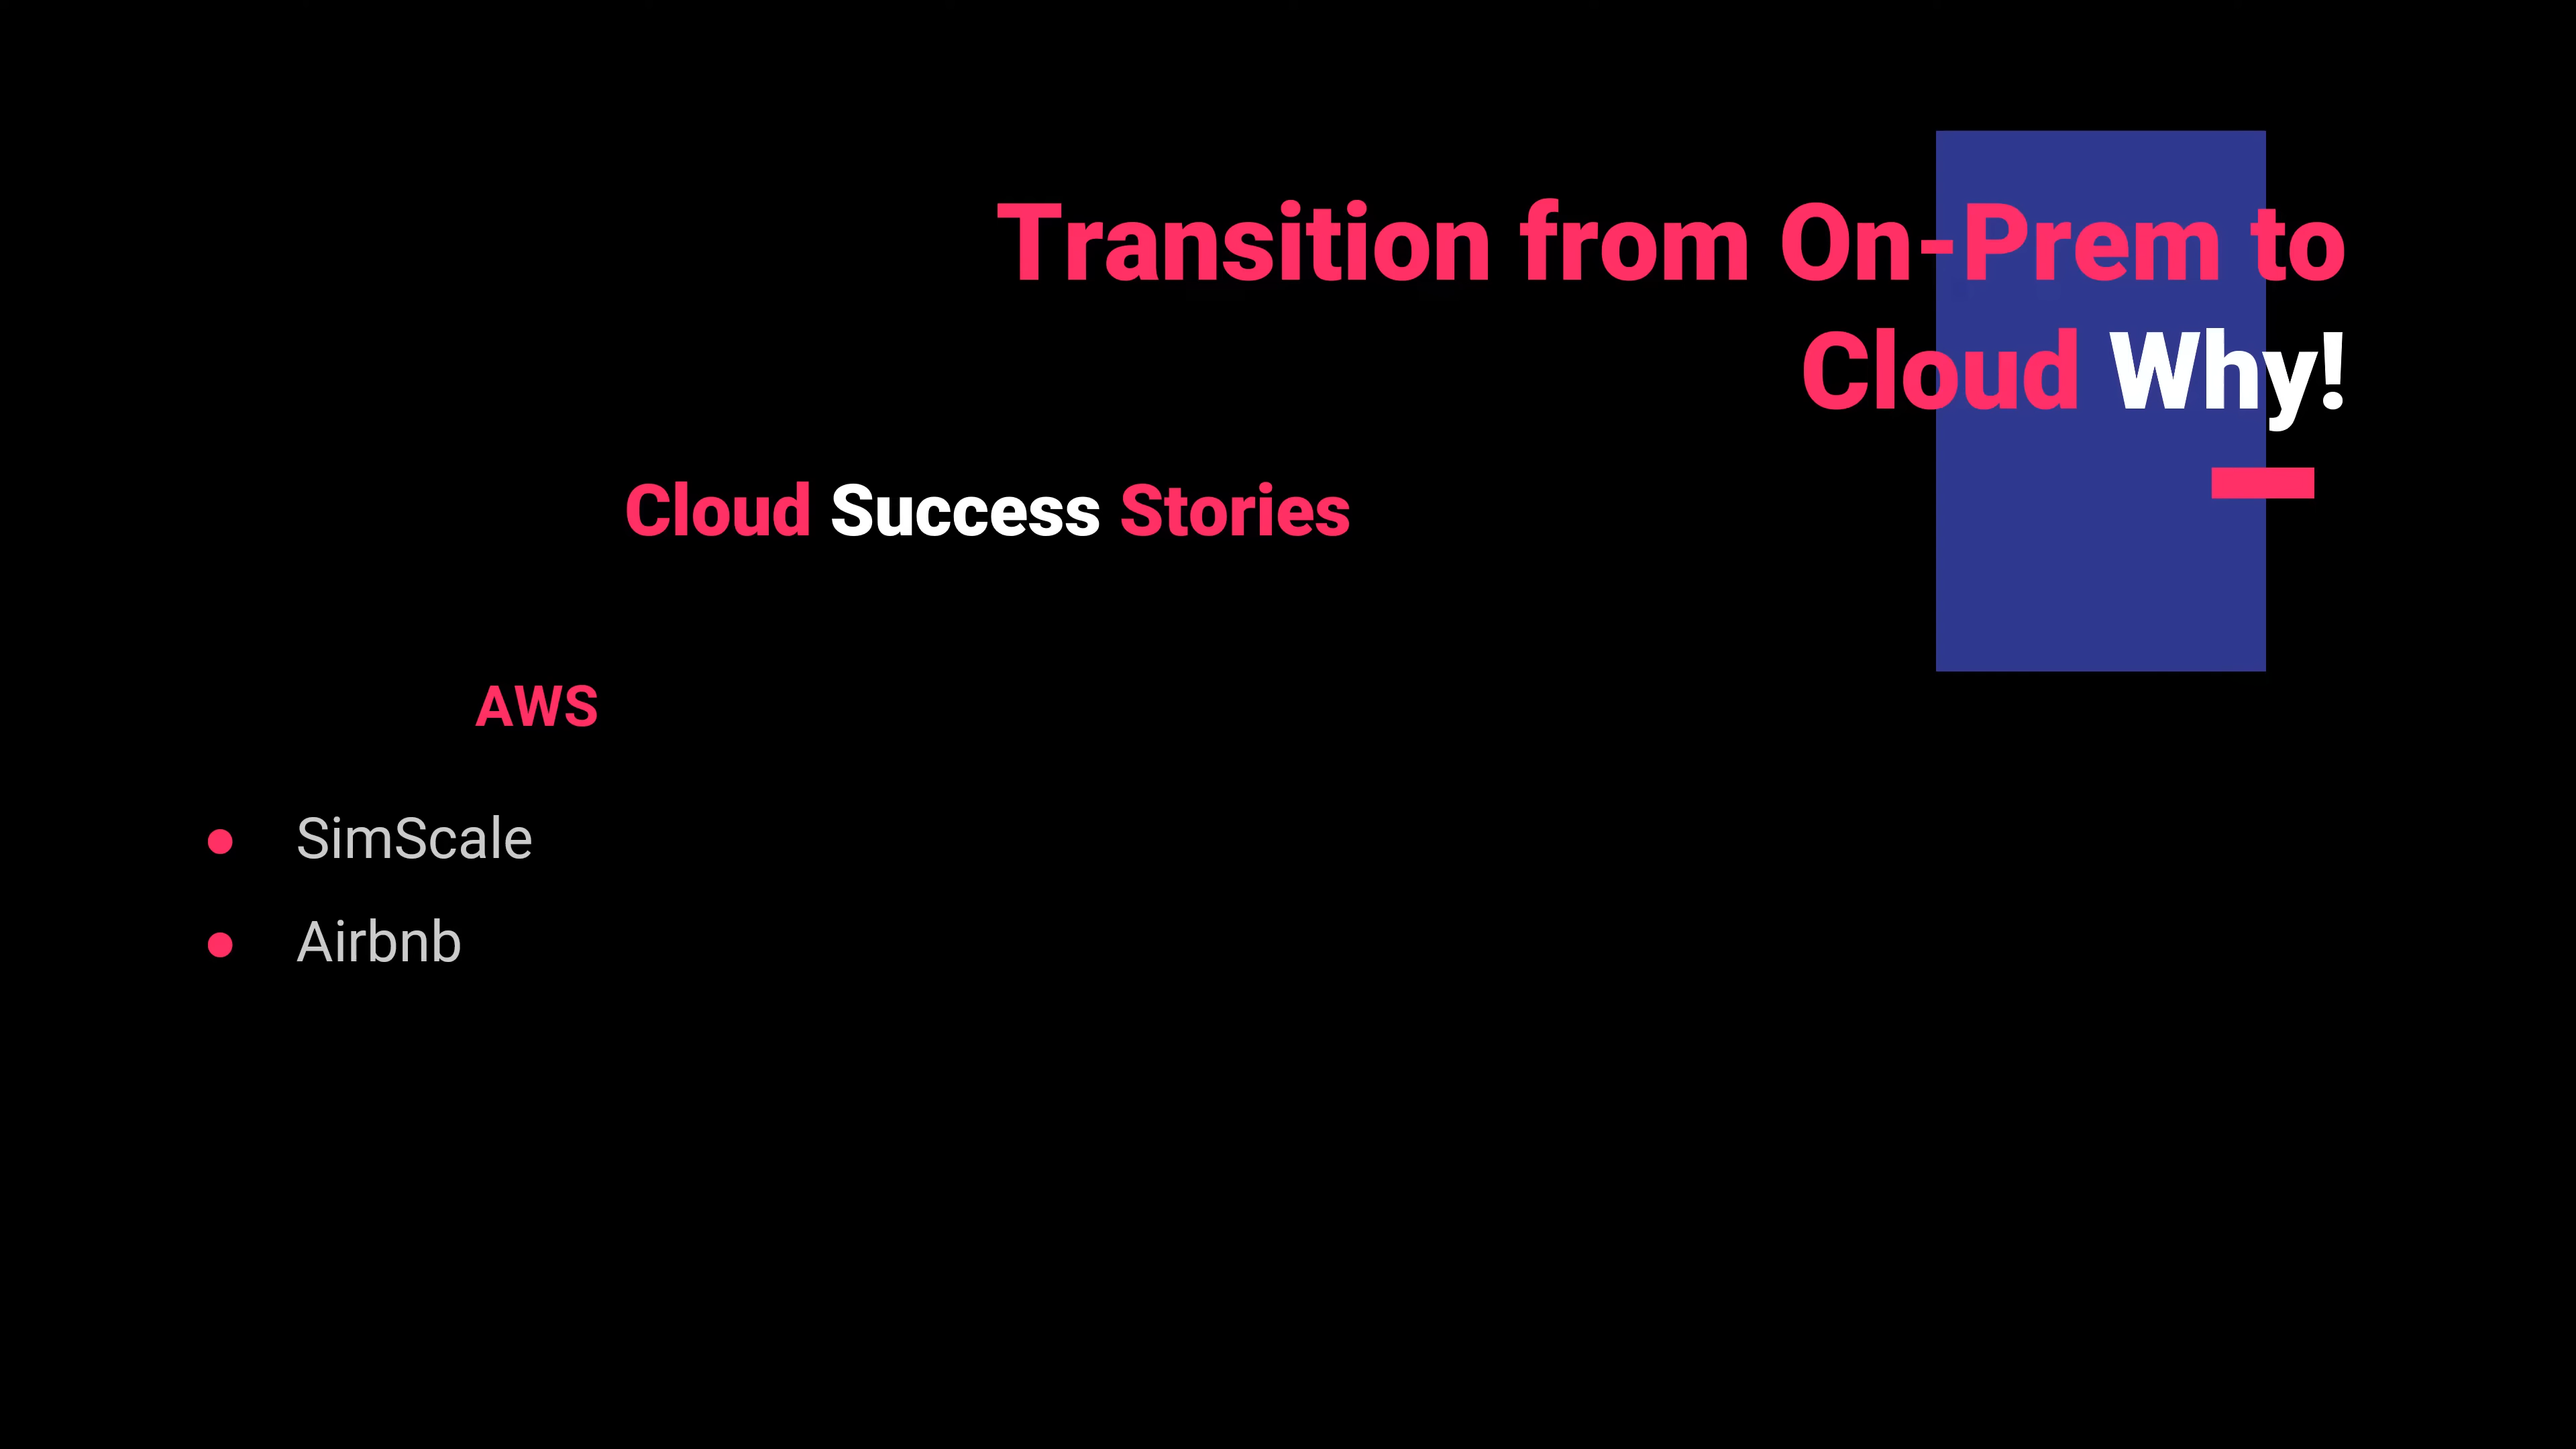 Transition from On-Prem to
Cloud Why!
Cloud Success Stories
AWS
SimScale
Airbnb